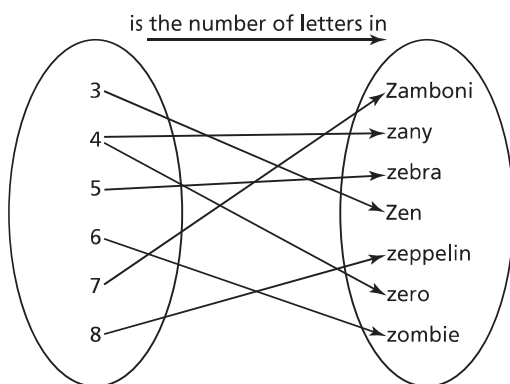 is the number of letters in
3
4
5
6
7
8
Zamboni
zany
zebra
Zen
zeppelin
zero
zombie